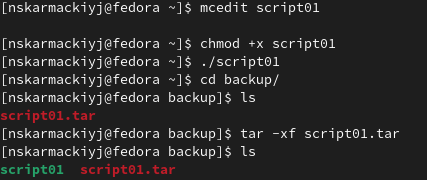 [nskarmackiyj@fedora ~]$ mcedit script01
[nskarmackiyj@fedora ~]$ chmod +x script01
[nskarmackiyj@fedora ~]$ ./script01
[nskarmackiyj@fedora ~]$ cd backup/
[nskarmackiyj@fedora backup]$ ls
script01.tar
[nskarmackiyj@fedora backup]$ tar -xf script01.tar
[nskarmackiyj@fedora backup]$ ls
script01  script01.tar